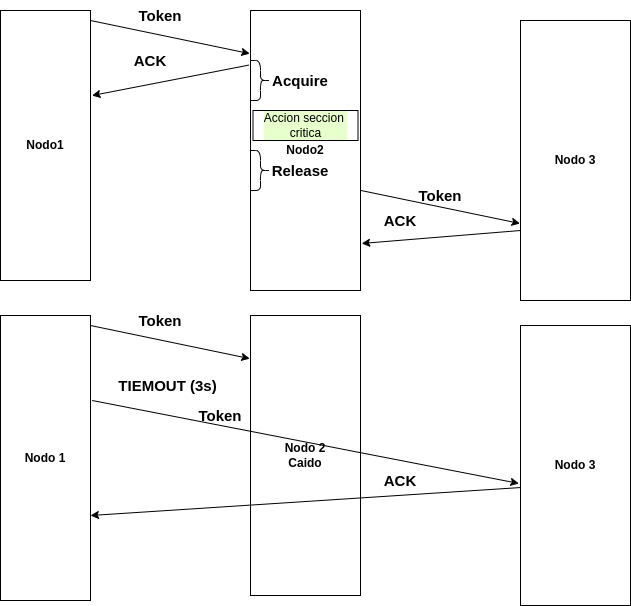 Token
ACK
Acquire
Accion seccion
critica
Nodo1
Nodo2
Nodo 3
Release
Token
ACK
Token
TIEMOUT (3s)
Token
Nodo 1
Nodo 2
Caido
Nodo 3
ACK